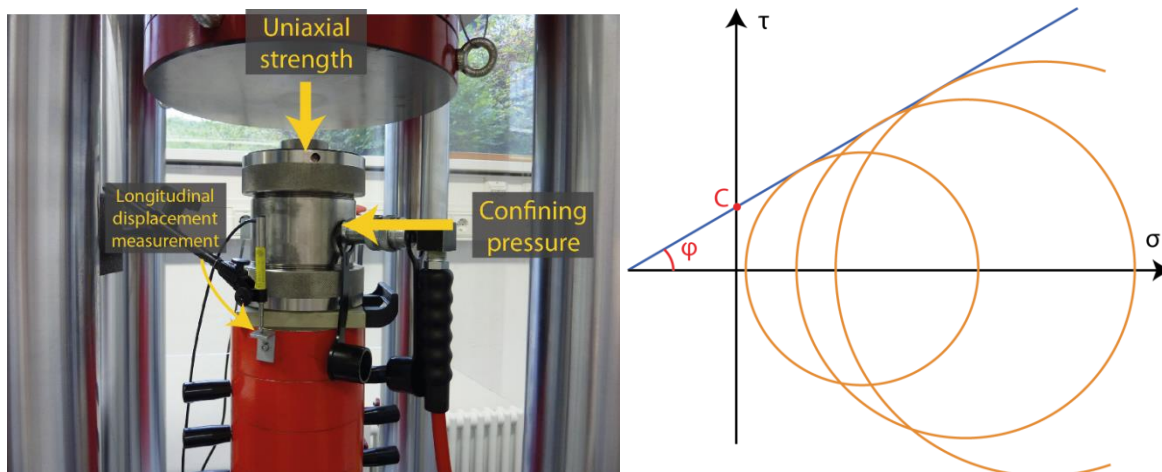 Uniaxial
strength
Longitudinal
displacement
measurement
Confining
pressure
τ
C
φ
σ